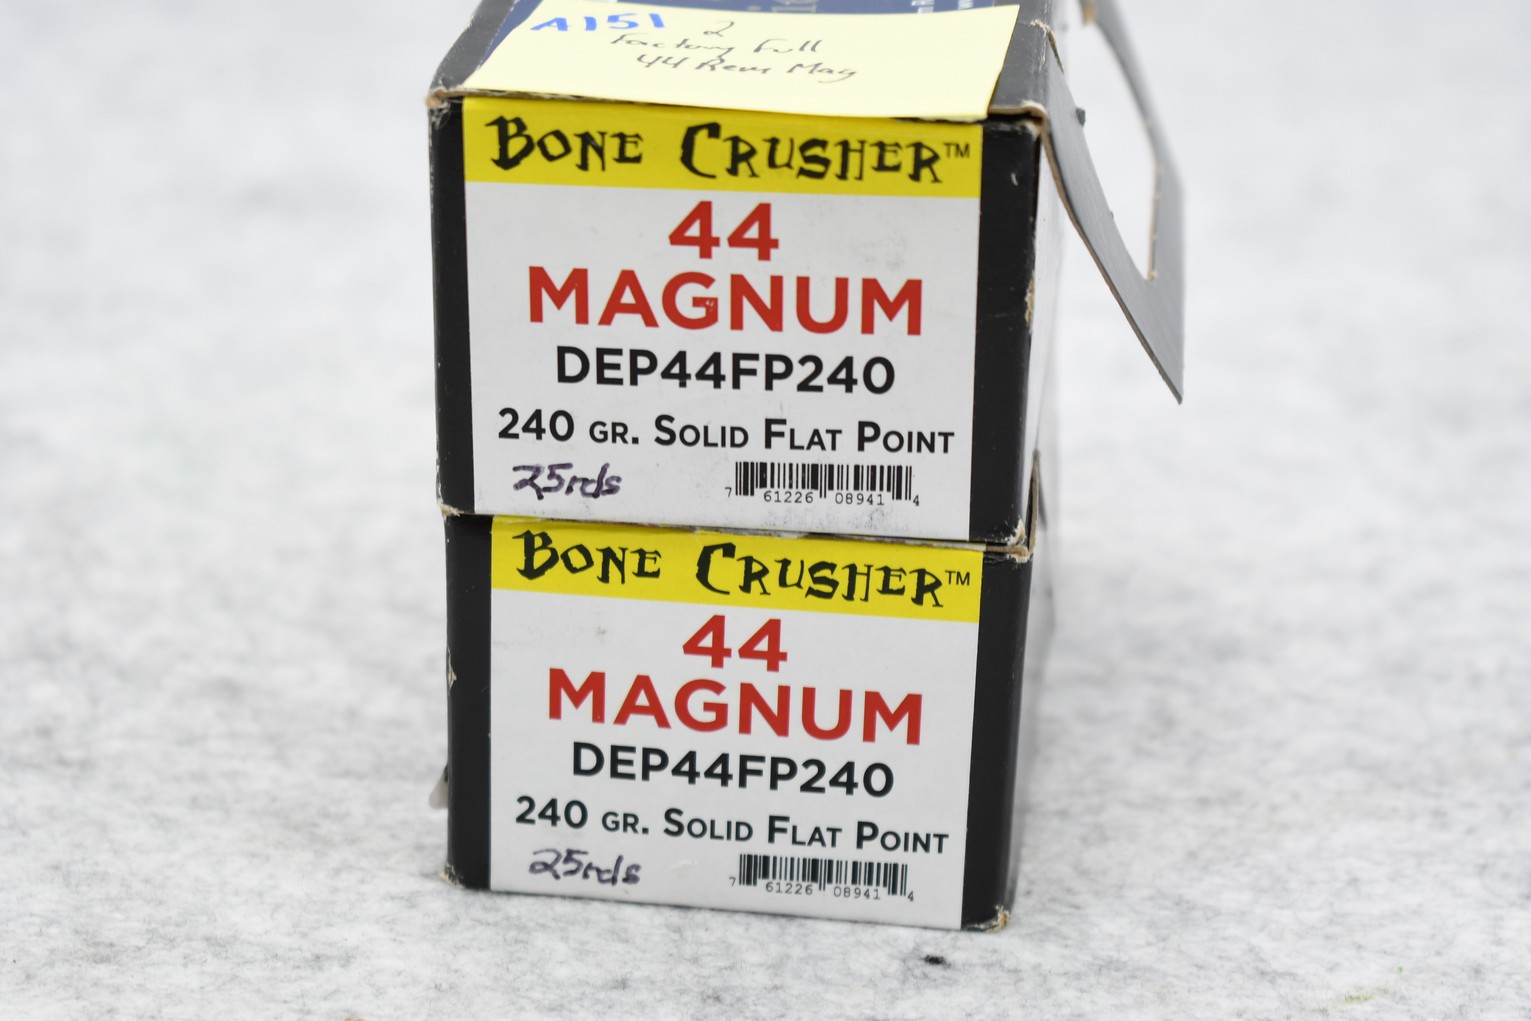 A151 2
Factory Full
44 Rem Mag
BONE CRUSHER™
44
MAGNUM
DEP44FP240
240 GR. SOLID FLAT POINT
25rds
7 61226 08941 4
BONE CRUSHER™
44
MAGNUM
DEP44FP240
240 GR. SOLID FLAT POINT
25rds
7 61226 08941 4